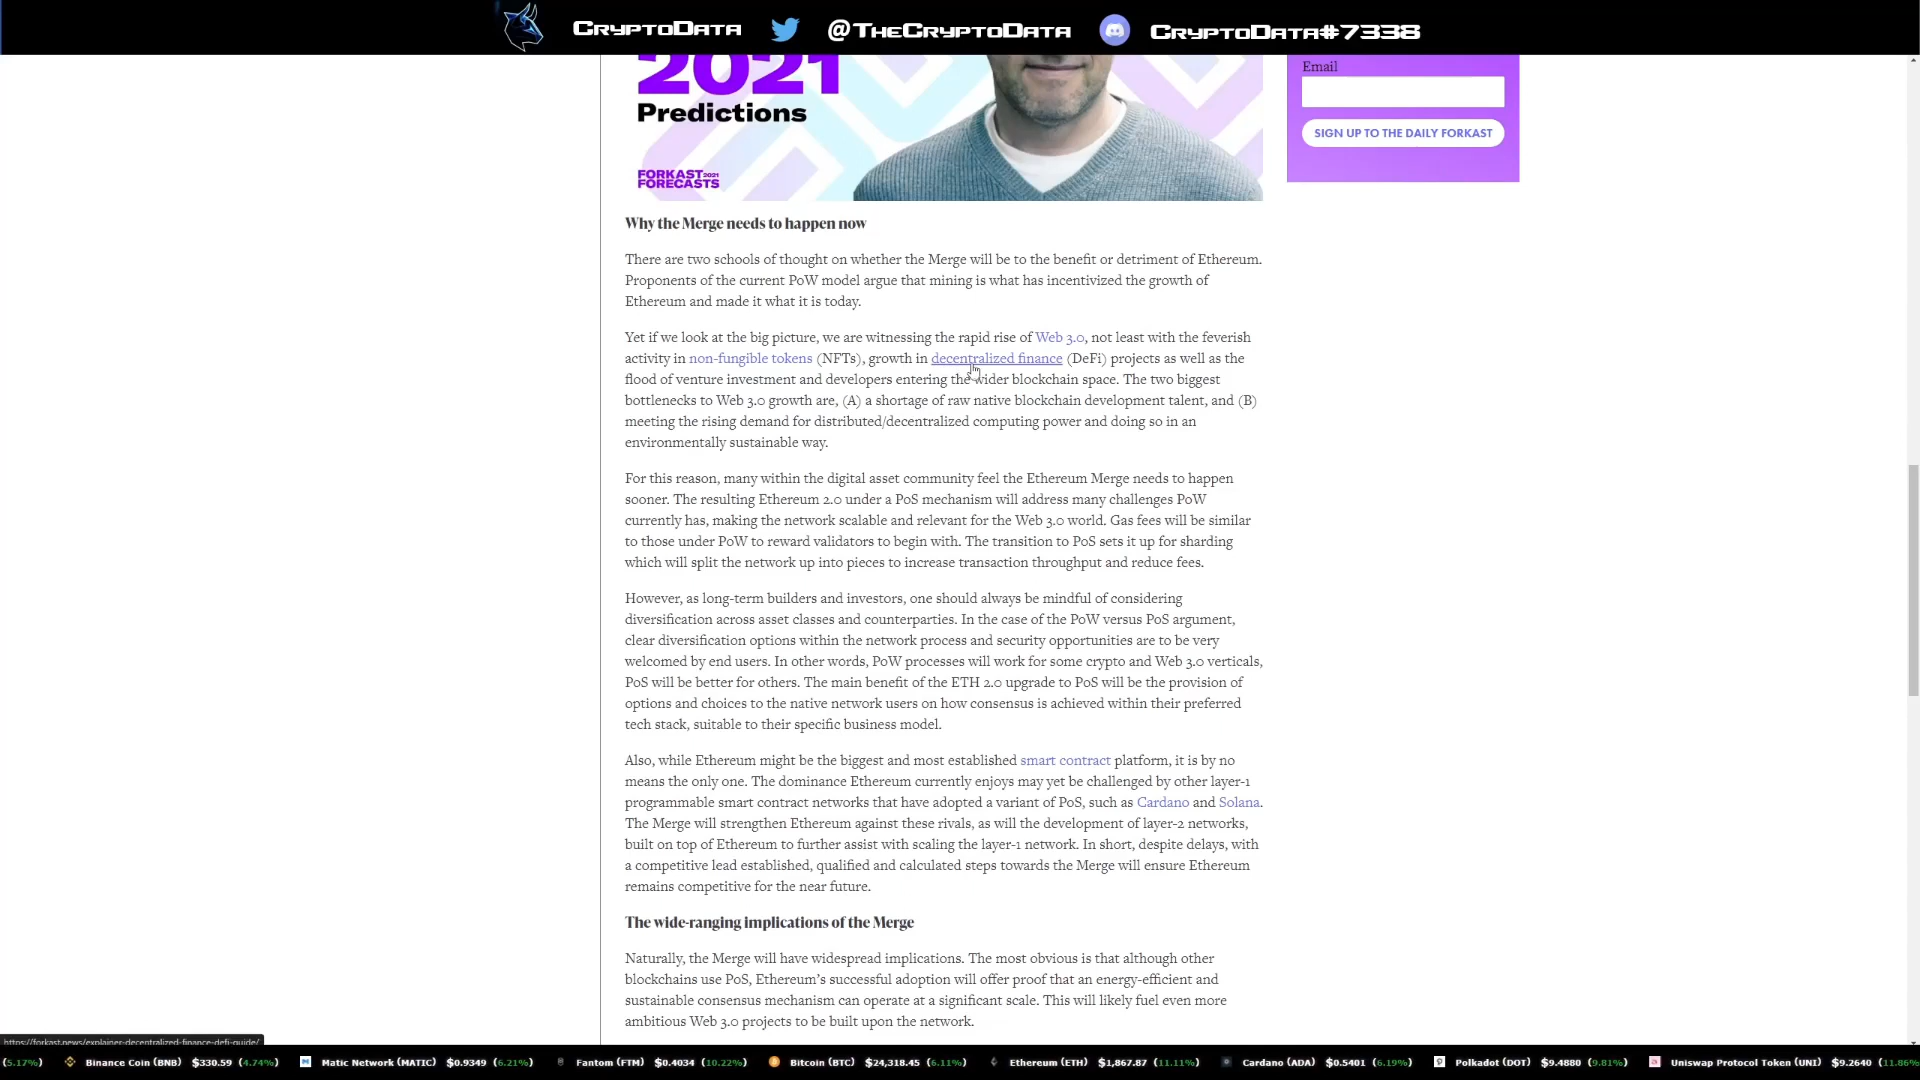 CryptoData @TheCryptoData CryptoData#7338
2021
Predictions
FORKAST 2021
FORECASTS
Email
SIGN UP TO THE DAILY FORKAST
Why the Merge needs to happen now
There are two schools of thought on whether the Merge will be to the benefit or detriment of Ethereum.
Proponents of the current PoW model argue that mining is what has incentivized the growth of
Ethereum and made it what it is today.
Yet if we look at the big picture, we are witnessing the rapid rise of Web 3.0, not least with the feverish
activity in non-fungible tokens (NFTs), growth in decentralized finance (DeFi) projects as well as the
flood of venture investment and developers entering the wider blockchain space. The two biggest
bottlenecks to Web 3.0 growth are, (A) a shortage of raw native blockchain development talent, and (B)
meeting the rising demand for distributed/decentralized computing power and doing so in an
environmentally sustainable way.
For this reason, many within the digital asset community feel the Ethereum Merge needs to happen
sooner. The resulting Ethereum 2.0 under a PoS mechanism will address many challenges PoW
currently has, making the network scalable and relevant for the Web 3.0 world. Gas fees will be similar
to those under PoW to reward validators to begin with. The transition to PoS sets it up for sharding
which will split the network up into pieces to increase transaction throughput and reduce fees.
However, as long-term builders and investors, one should always be mindful of considering
diversification across asset classes and counterparties. In the case of the PoW versus PoS argument,
clear diversification options within the network process and security opportunities are to be very
welcomed by end users. In other words, PoW processes will work for some crypto and Web 3.0 verticals,
PoS will be better for others. The main benefit of the ETH 2.0 upgrade to PoS will be the provision of
options and choices to the native network users on how consensus is achieved within their preferred
tech stack, suitable to their specific business model.
Also, while Ethereum might be the biggest and most established smart contract platform, it is by no
means the only one. The dominance Ethereum currently enjoys may yet be challenged by other layer-1
programmable smart contract networks that have adopted a variant of PoS, such as Cardano and Solana.
The Merge will strengthen Ethereum against these rivals, as will the development of layer-2 networks,
built on top of Ethereum to further assist with scaling the layer-1 network. In short, despite delays, with
a competitive lead established, qualified and calculated steps towards the Merge will ensure Ethereum
remains competitive for the near future.
The wide-ranging implications of the Merge
Naturally, the Merge will have widespread implications. The most obvious is that although other
blockchains use PoS, Ethereum's successful adoption will offer proof that an energy-efficient and
sustainable consensus mechanism can operate at a significant scale. This will likely fuel even more
ambitious Web 3.0 projects to be built upon the network.
https://forkast.news/explainer-decentralized-finance-defi-guide/
(5.17%) Binance Coin (BNB) $330.59 (4.74%) Matic Network (MATIC) $0.9349 (6.21%) Fantom (FTM) $0.4034 (10.22%) Bitcoin (BTC) $24,318.45 (6.11%) Ethereum (ETH) $1,867.87 (11.11%) Cardano (ADA) $0.5401 (6.19%) Polkadot (DOT) $9.4880 (9.81%) Uniswap Protocol Token (UNI) $9.2640 (11.86%